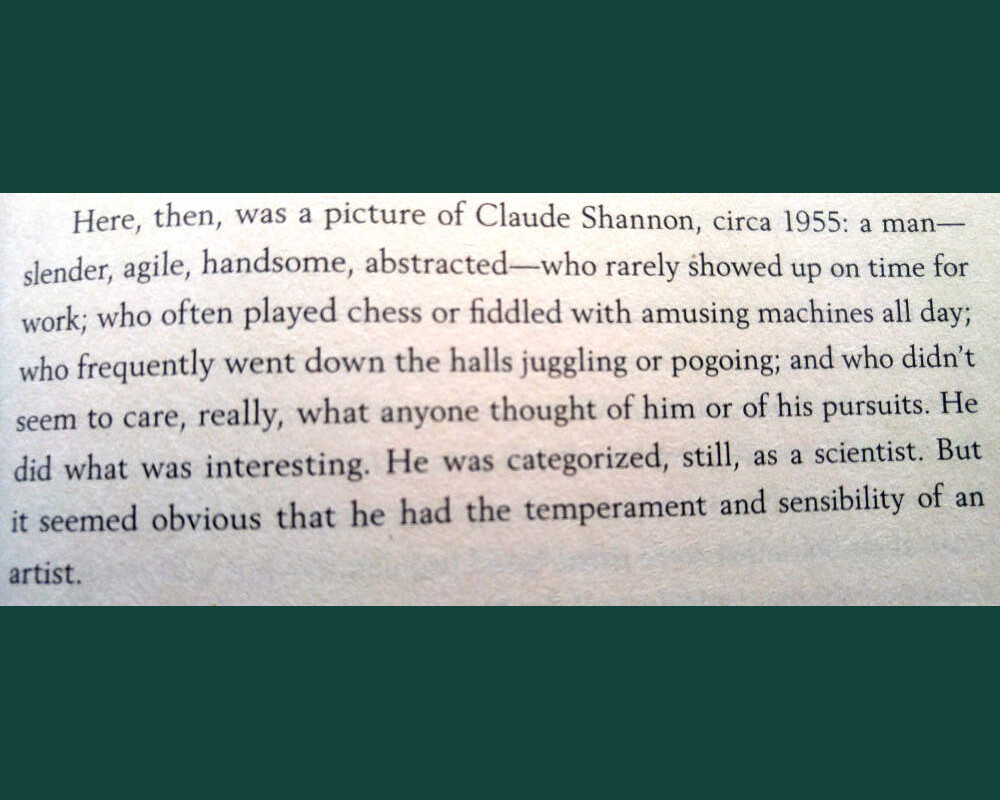 Here, then, was a picture of Claude Shannon, circa 1955: a man—
slender, agile, handsome, abstracted—who rarely showed up on time for
work; who often played chess or fiddled with amusing machines all day;
who frequently went down the halls juggling or pogoing; and who didn't
seem to care, really, what anyone thought of him or of his pursuits. He
did what was interesting. He was categorized, still, as a scientist. But
it seemed obvious that he had the temperament and sensibility of an
artist.